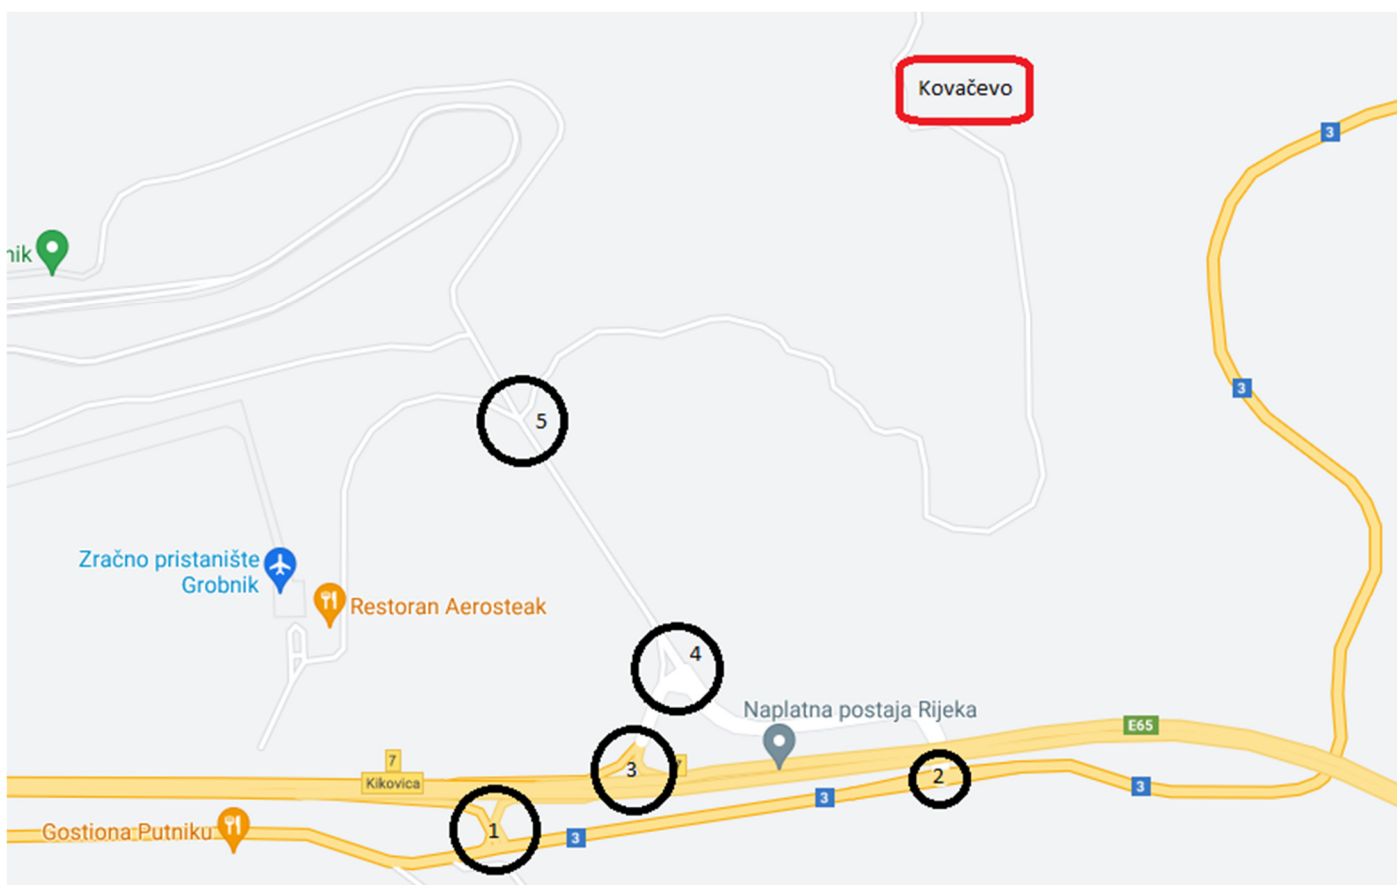 Kovačevo
3
nik
3
5
Zračno pristanište
Grobnik
Restoran Aerosteak
4
Naplatna postaja Rijeka
E65
7
Kikovica
3
7
2
3
3
Gostiona Putniku
1
3